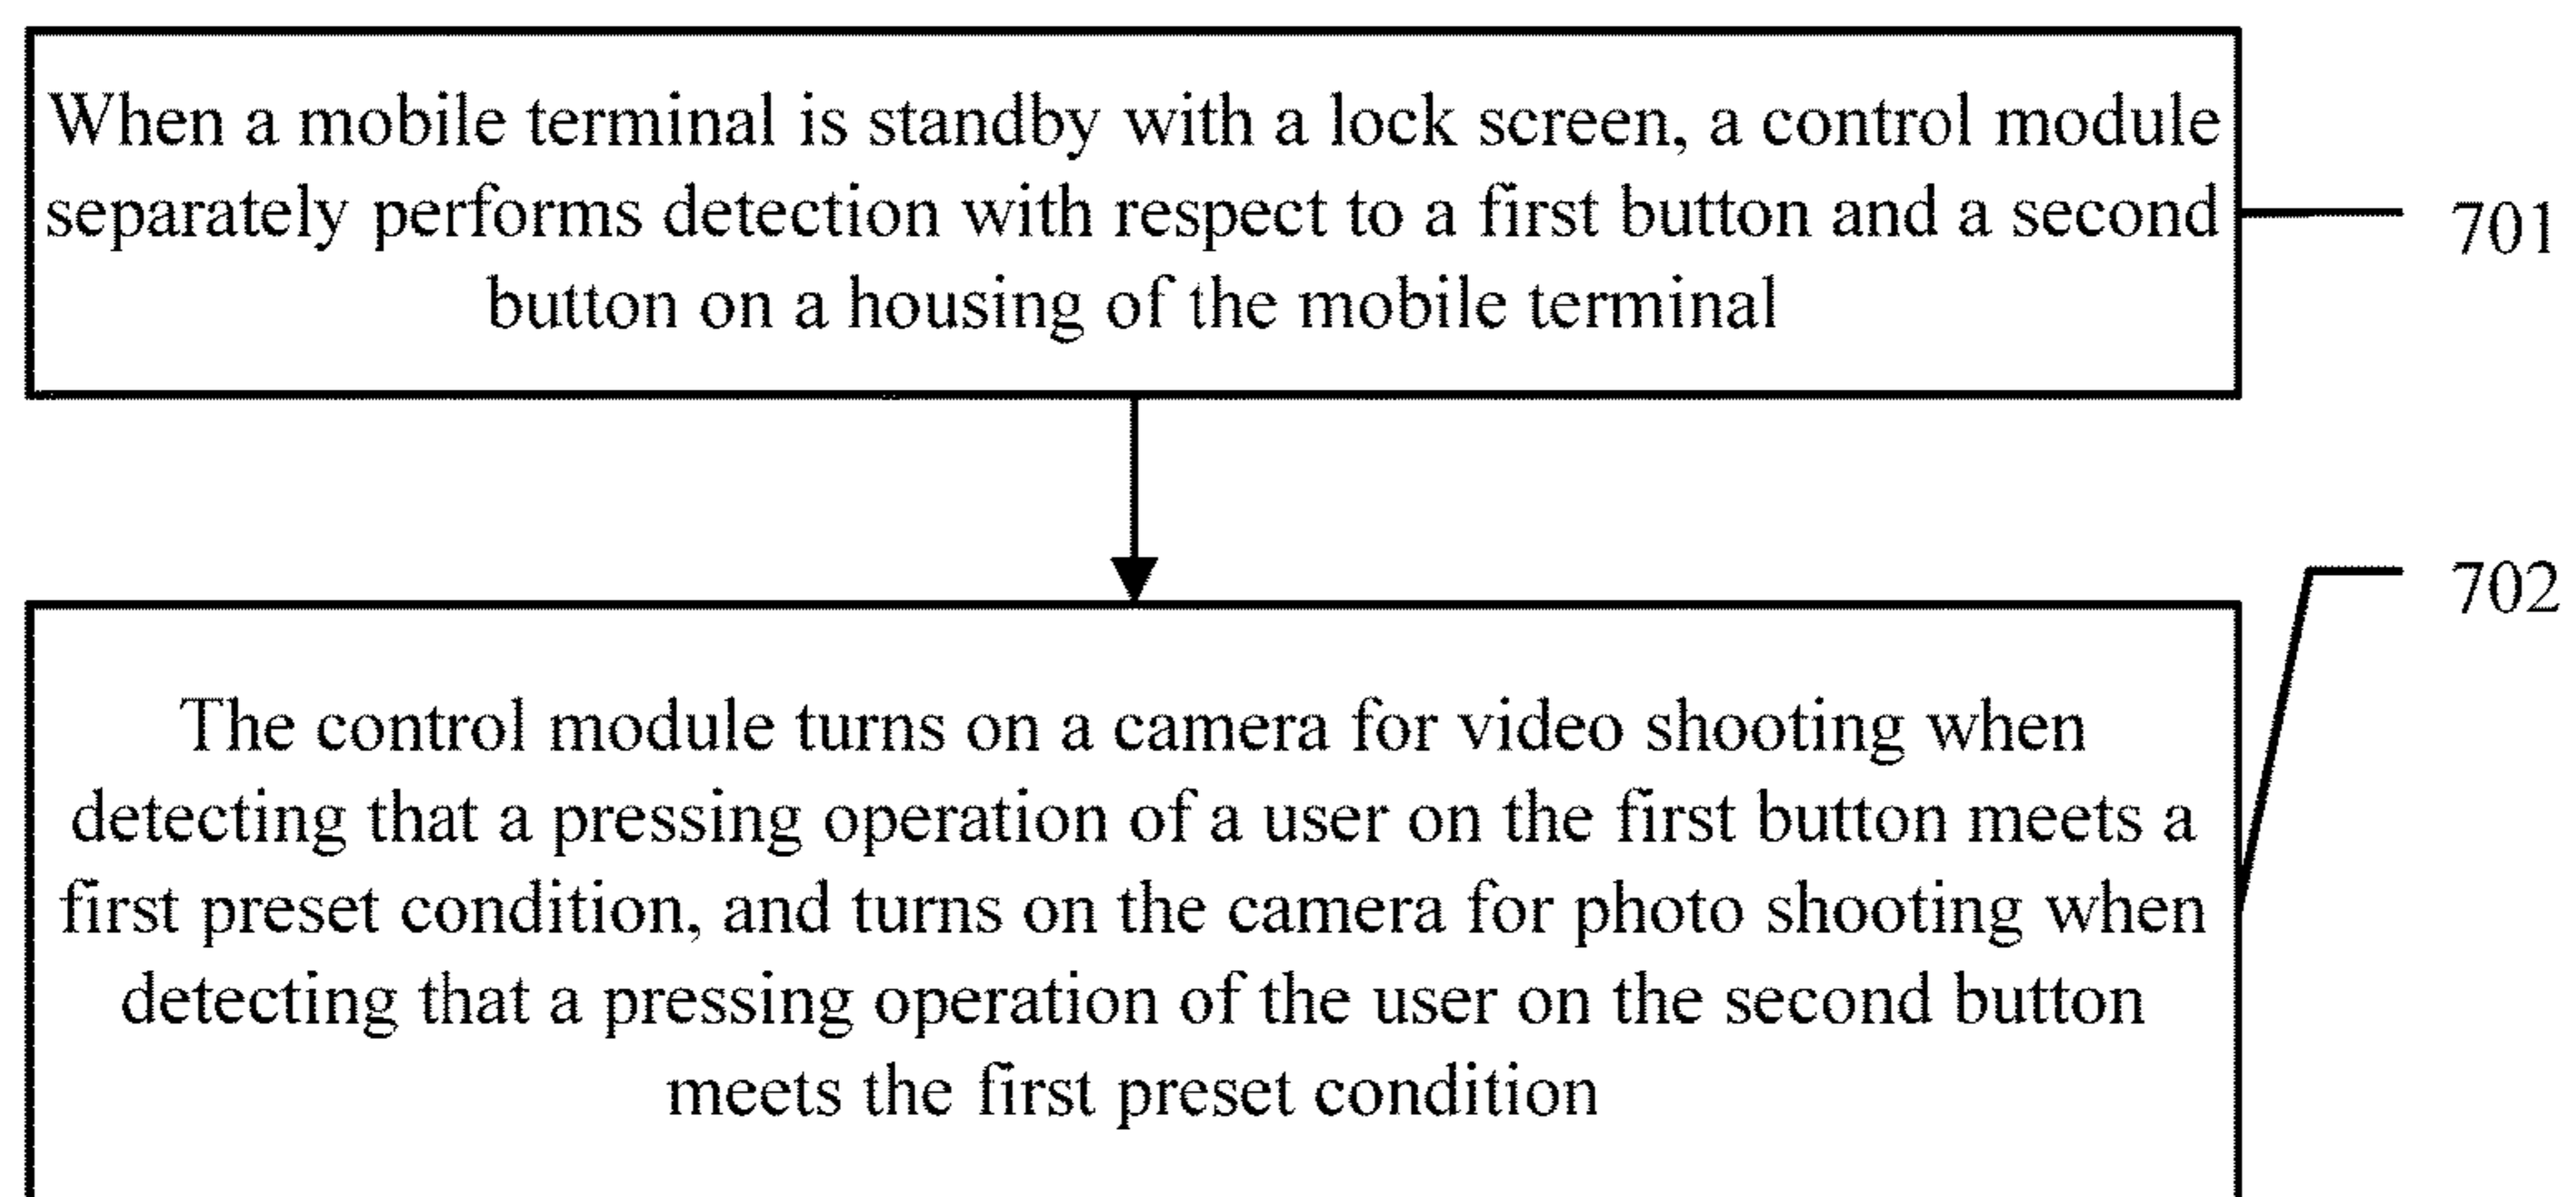 When a mobile terminal is standby with a lock screen, a control module
separately performs detection with respect to a first button and a second
button on a housing of the mobile terminal
701
702
The control module turns on a camera for video shooting when
detecting that a pressing operation of a user on the first button meets a
first preset condition, and turns on the camera for photo shooting when
detecting that a pressing operation of the user on the second button
meets the first preset condition